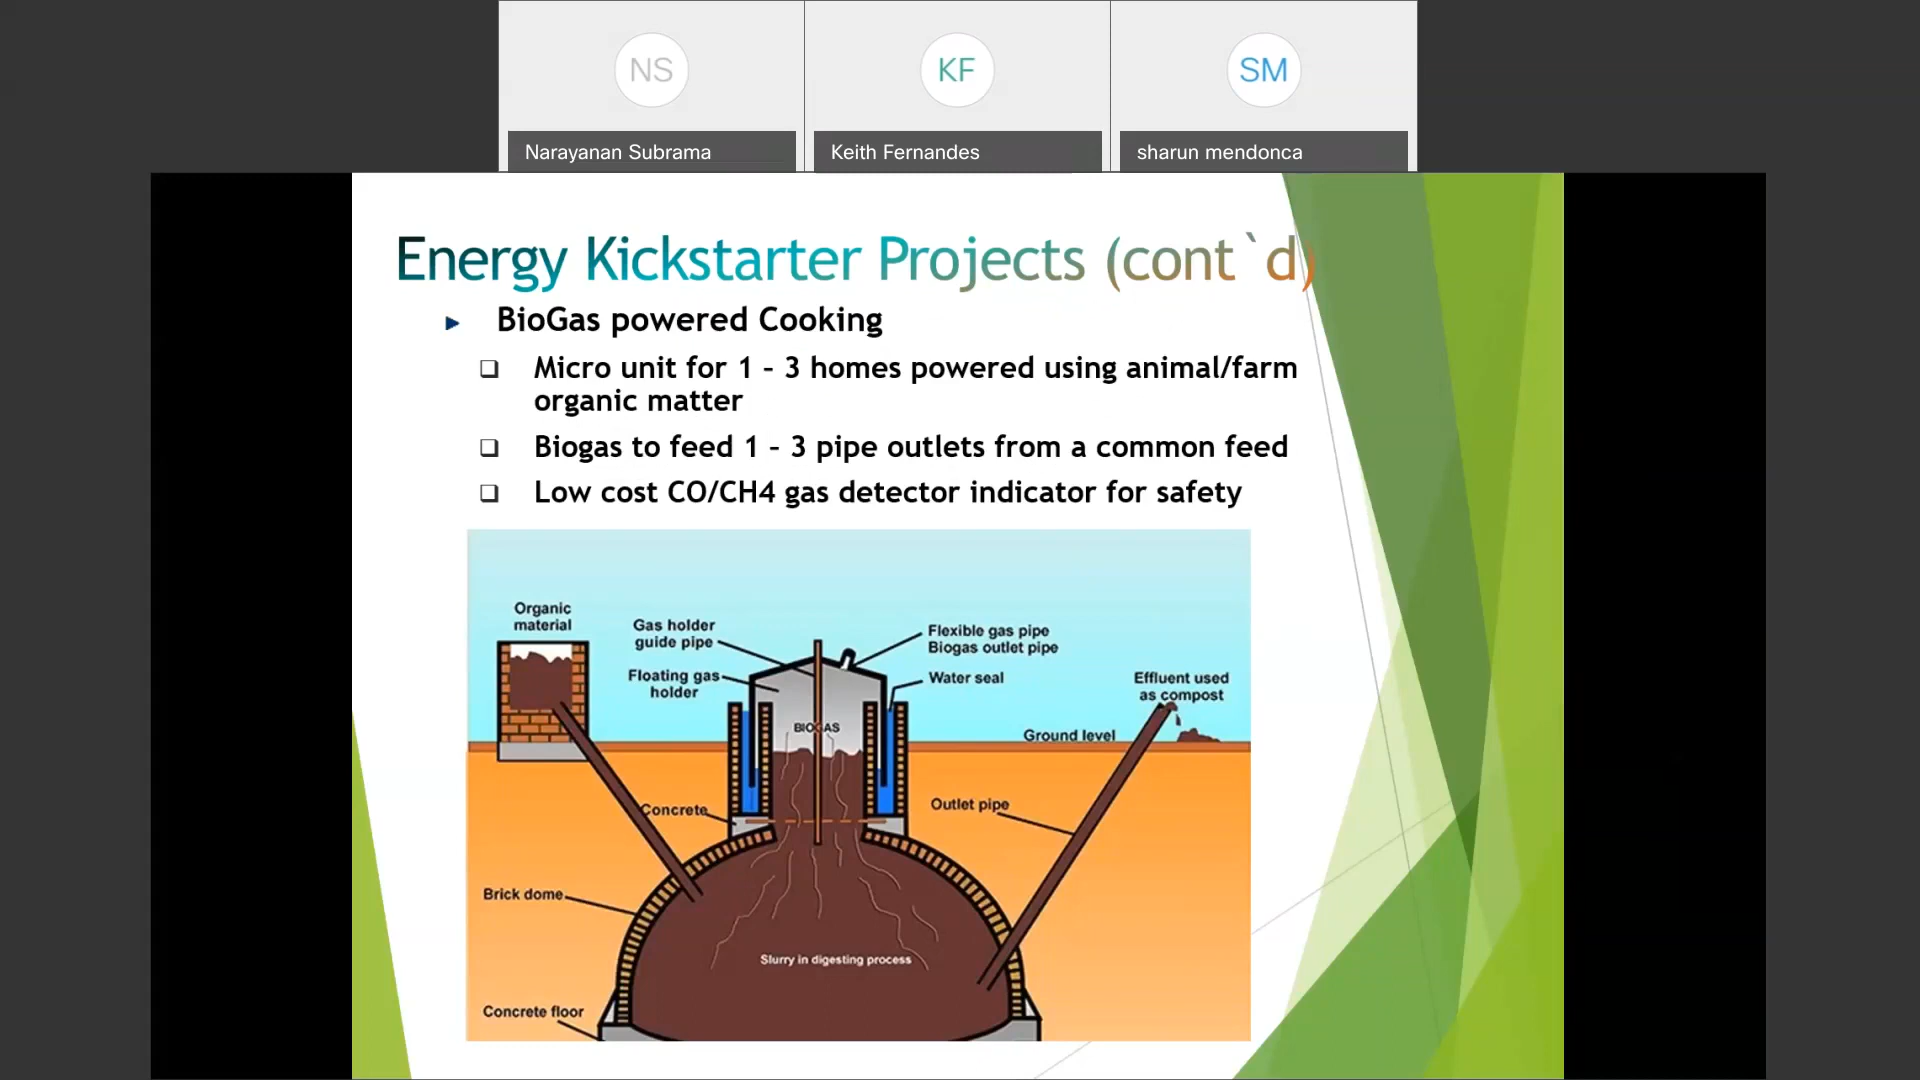 NS
KF
SM
Narayanan Subrama
Keith Fernandes
sharun mendonca
Energy Kickstarter Projects (cont`d)
BioGas powered Cooking
Micro unit for 1 – 3 homes powered using animal/farm
organic matter
Biogas to feed 1 – 3 pipe outlets from a common feed
Low cost CO/CH4 gas detector indicator for safety
Organic
material
Gas holder
guide pipe
Flexible gas pipe
Biogas outlet pipe
Floating gas
holder
Water seal
Effluent used
as compost
BIOGAS
Ground level
Concrete
Outlet pipe
Brick dome
Slurry in digesting process
Concrete floor